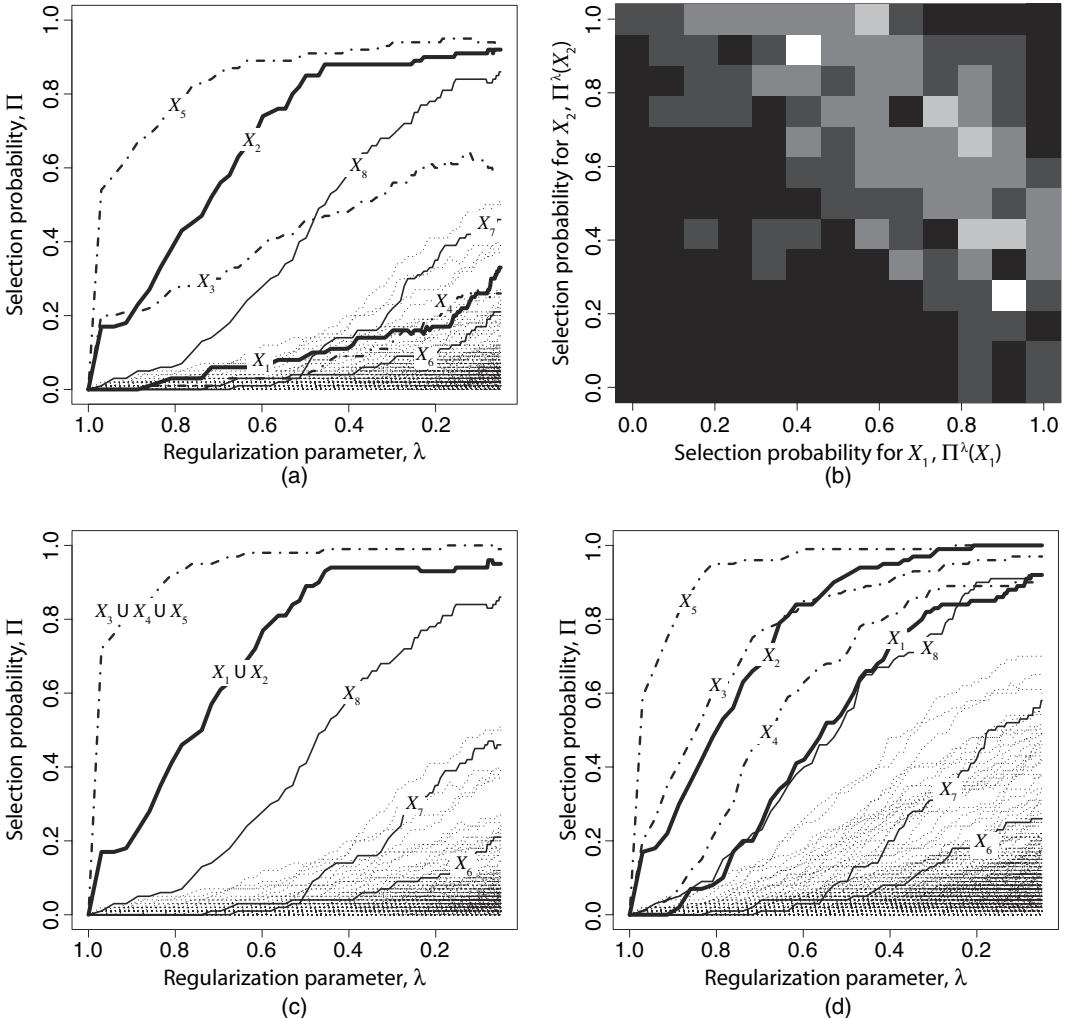 1.0
0.8
0.6
0.4
0.2
0.0
Selection probability, Π
X5
X2
X8
X3
X7
X4
X1
X6
1.0 0.8 0.6 0.4 0.2
Regularization parameter, λ
(a)
1.0
0.8
0.6
0.4
0.2
0.0
Selection probability for X2, Πλ(X2)
0.0 0.2 0.4 0.6 0.8 1.0
Selection probability for X1, Πλ(X1)
(b)
1.0
0.8
0.6
0.4
0.2
0.0
Selection probability, Π
X3 ∪ X4 ∪ X5
X1 ∪ X2
X8
X7
X6
1.0 0.8 0.6 0.4 0.2
Regularization parameter, λ
(c)
1.0
0.8
0.6
0.4
0.2
0.0
Selection probability, Π
X5
X1
X2
X8
X3
X4
X7
X6
1.0 0.8 0.6 0.4 0.2
Regularization parameter, λ
(d)